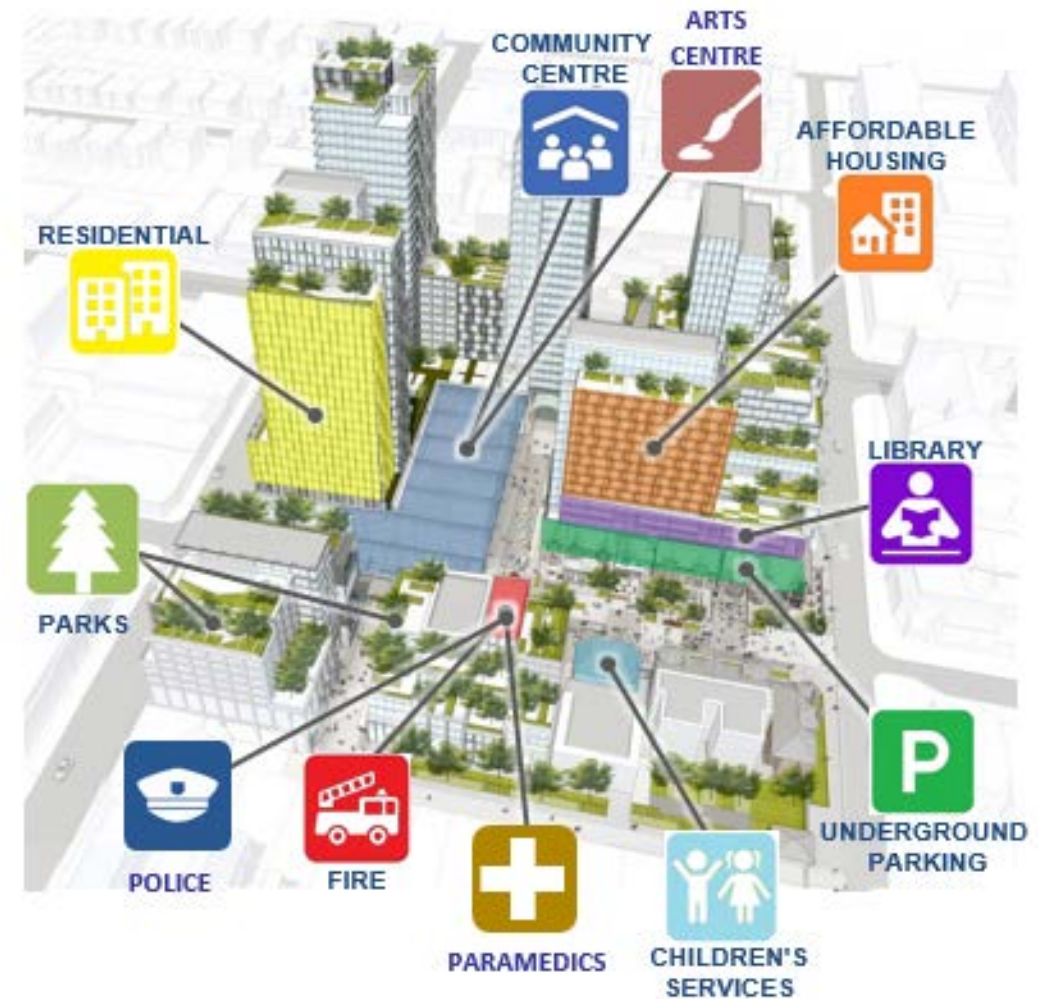 ARTS
CENTRE
COMMUNITY
CENTRE
AFFORDABLE
HOUSING
RESIDENTIAL
LIBRARY
PARKS
P
UNDERGROUND
PARKING
POLICE
FIRE
PARAMEDICS
CHILDREN'S
SERVICES